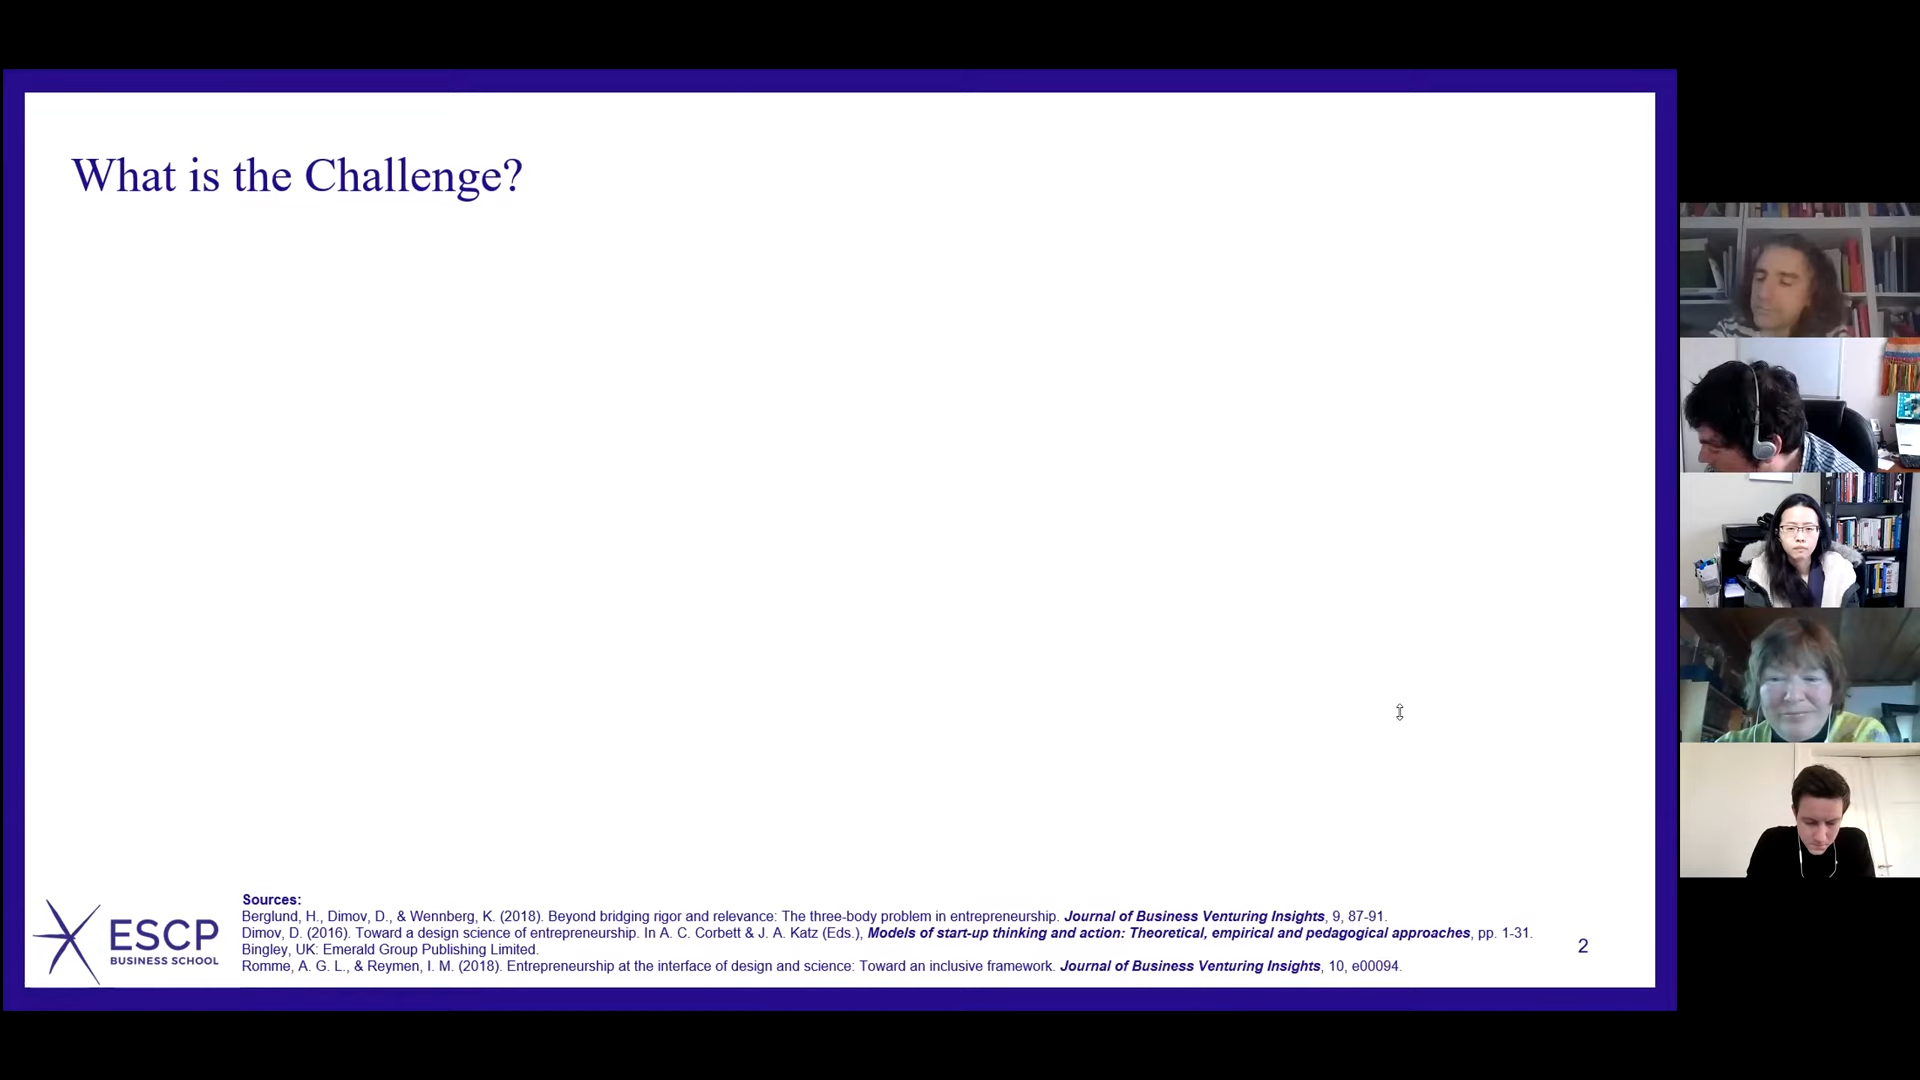 What is the Challenge?
Sources:
Berglund, H., Dimov, D., & Wennberg, K. (2018). Beyond bridging rigor and relevance: The three-body problem in entrepreneurship. Journal of Business Venturing Insights, 9, 87-91.
Dimov, D. (2016). Toward a design science of entrepreneurship. In A. C. Corbett & J. A. Katz (Eds.), Models of start-up thinking and action: Theoretical, empirical and pedagogical approaches, pp. 1-31.
Bingley, UK: Emerald Group Publishing Limited.
Romme, A. G. L., & Reymen, I. M. (2018). Entrepreneurship at the interface of design and science: Toward an inclusive framework. Journal of Business Venturing Insights, 10, e00094.
ESCP
BUSINESS SCHOOL
2